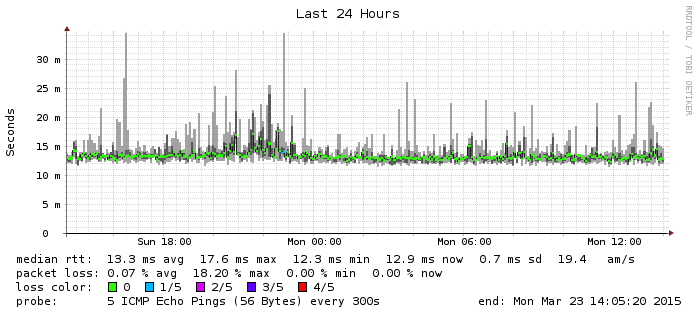 Last 24 Hours
RRDTOOL / TOBI OETIKER
Seconds
30 m
25 m
20 m
15 m
10 m
5 m
0
Sun 18:00 Mon 00:00 Mon 06:00 Mon 12:00
median rtt: 13.3 ms avg 17.6 ms max 12.3 ms min 12.9 ms now 0.7 ms sd 19.4 am/s
packet loss: 0.07 % avg 18.20 % max 0.00 % min 0.00 % now
loss color: 0 1/5 2/5 3/5 4/5
probe: 5 ICMP Echo Pings (56 Bytes) every 300s end: Mon Mar 23 14:05:20 2015